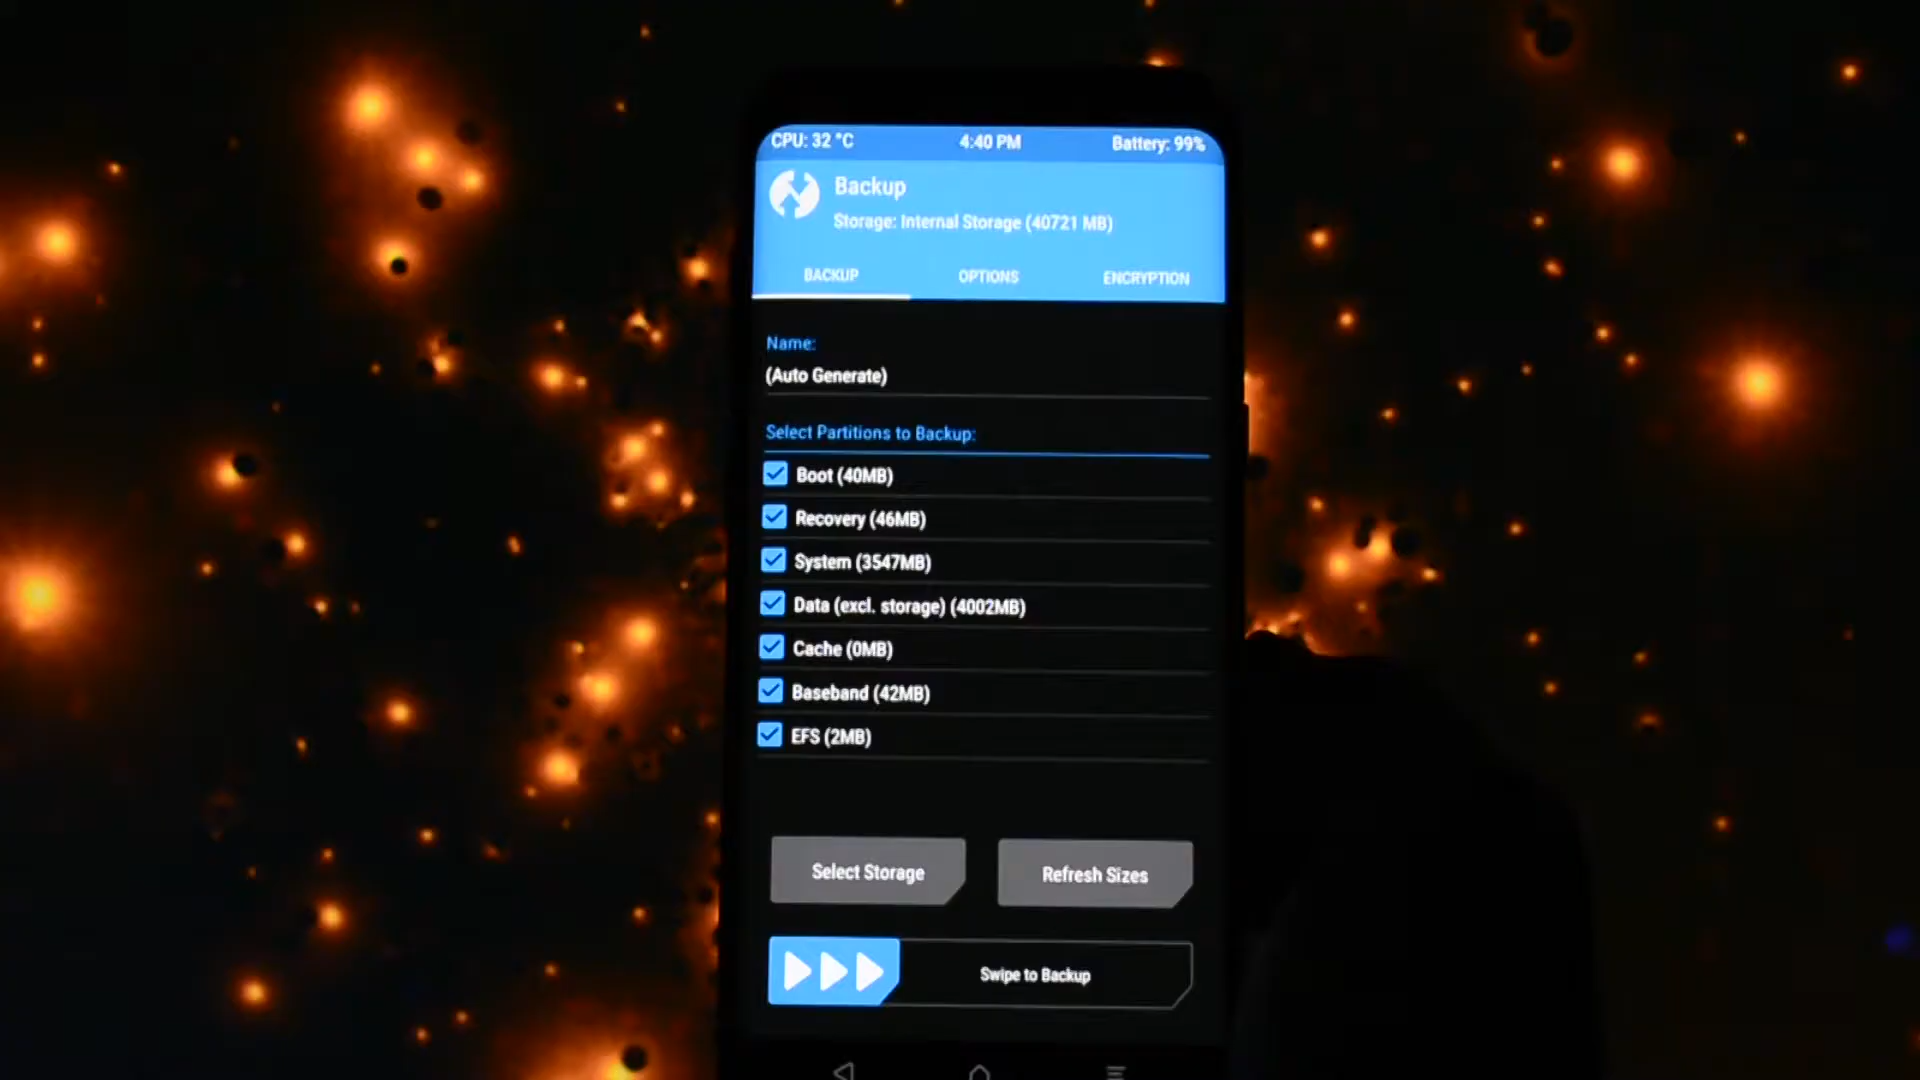 CPU: 32 °C 4:40 PM Battery: 99%
Backup
Storage: Internal Storage (40721 MB)
BACKUP OPTIONS ENCRYPTION
Name:
(Auto Generate)
Select Partitions to Backup:
Boot (40MB)
Recovery (46MB)
System (3547MB)
Data (excl. storage) (4002MB)
Cache (0MB)
Baseband (42MB)
EFS (2MB)
Select Storage Refresh Sizes
Swipe to Backup